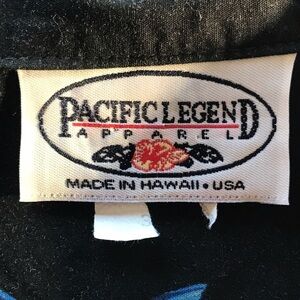 PACIFIC LEGEND
APPAREL
MADE IN HAWAII • USA